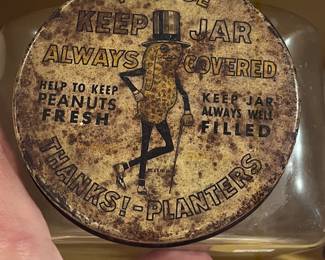 KEEP JAR
ALWAYS COVERED
HELP TO KEEP
PEANUTS
FRESH
KEEP JAR
ALWAYS WELL
FILLED
THANKS!-PLANTERS